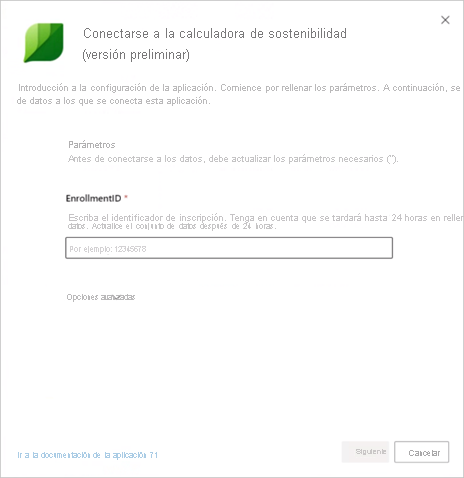 Conectarse a la calculadora de sostenibilidad
(versión preliminar)
Introducción a la configuración de la aplicación. Comience por rellenar los parámetros. A continuación, se
de datos a los que se conecta esta aplicación.
Parámetros
Antes de conectarse a los datos, debe actualizar los parámetros necesarios (*).
EnrollmentID *
Escriba el identificador de inscripción. Tenga en cuenta que se tardará hasta 24 horas en reller
datos. Actualice el conjunto de datos después de 24 horas.
Por ejemplo: 12345678
Opciones avanzadas
Ir a la documentación de la aplicación 71
Siguiente
Cancelar